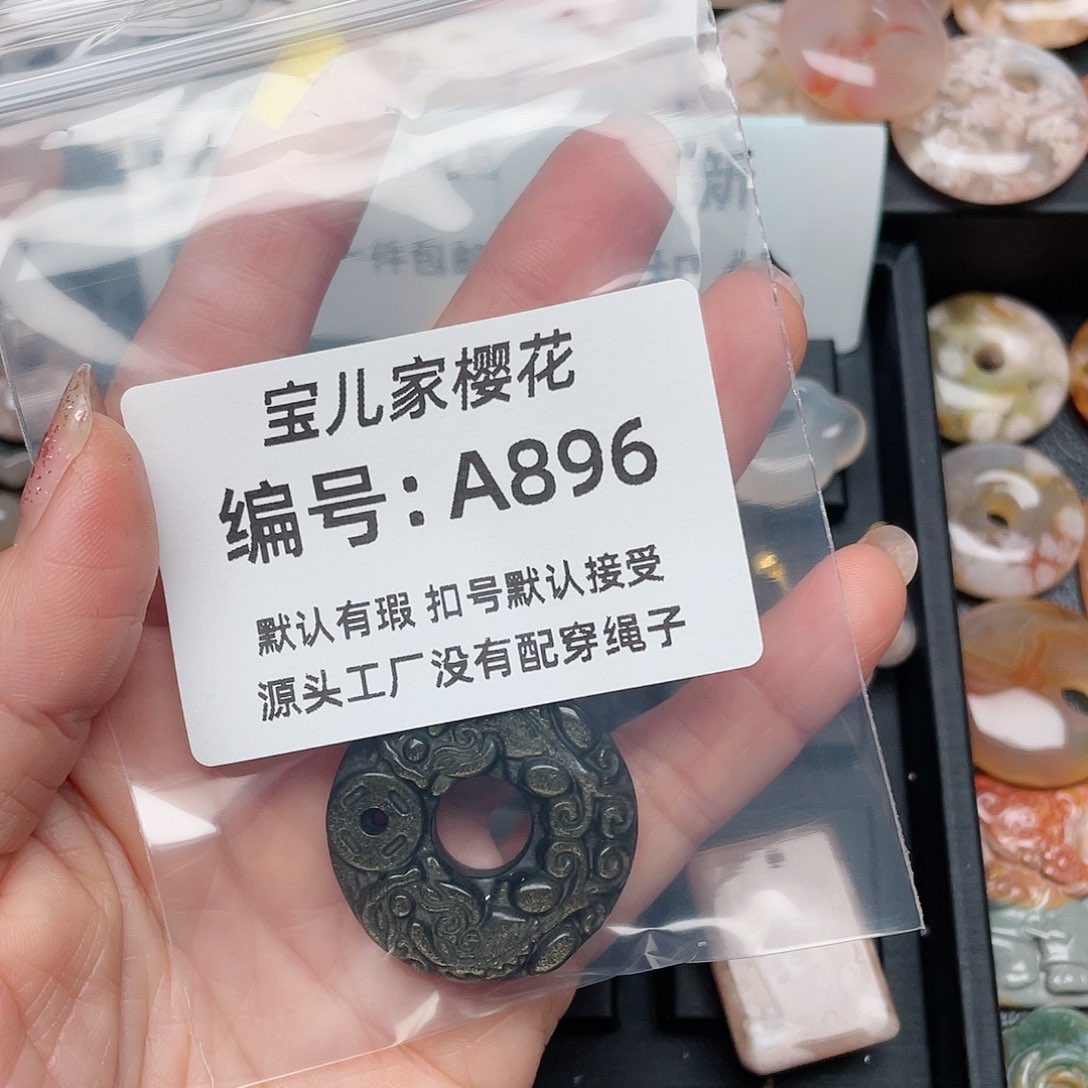 宝儿家樱花
编号：A896
默认有瑕 扣号默认接受
源头工厂没有配穿绳子